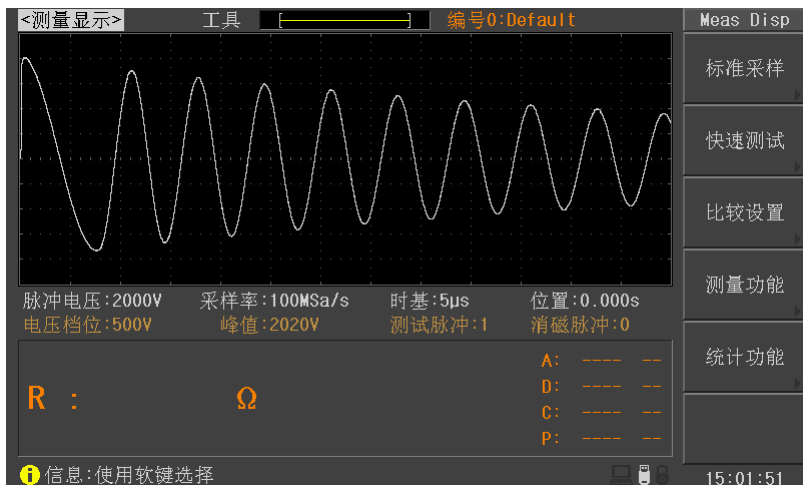 <测量显示> 工具 [ ] 编号0:Default Meas Disp
标准采样
快速测试
比较设置
测量功能
统计功能
脉冲电压:2000V 采样率:100MSa/s 时基:5μs 位置:0.000s
电压档位:500V 峰值:2020V 测试脉冲:1 消磁脉冲:0
R : Ω
A: ---- --
D: ---- --
C: ---- --
P: ---- --
信息:使用软键选择
15:01:51